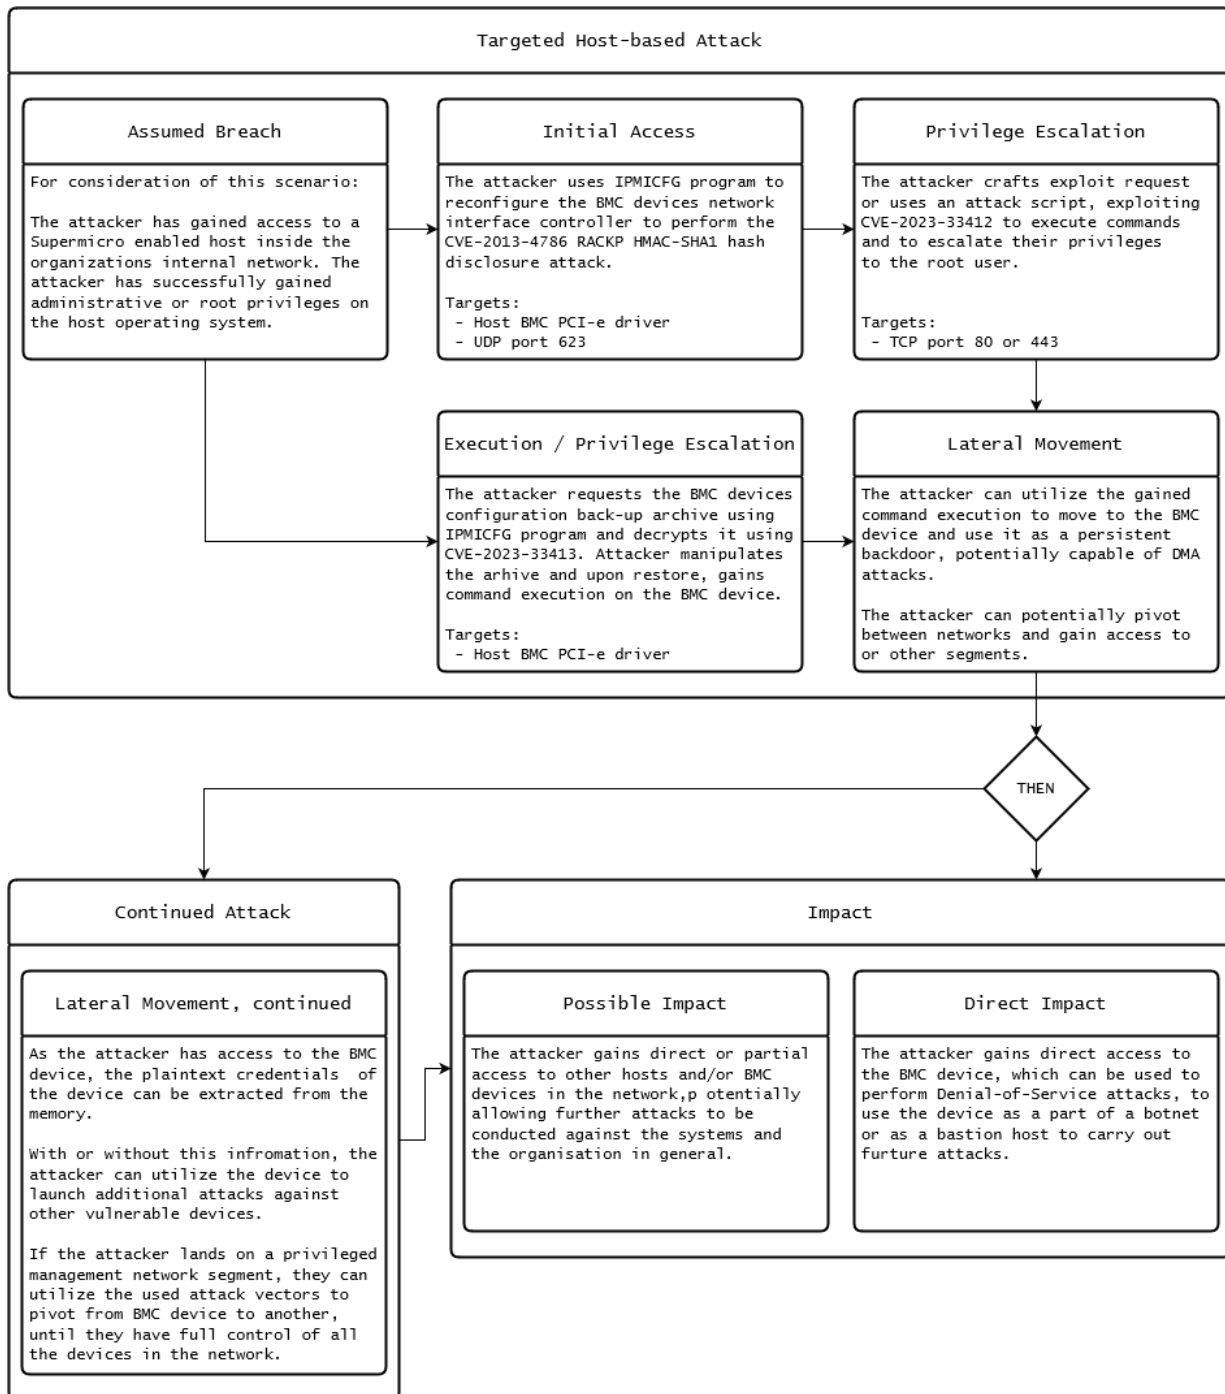 Targeted Host-based Attack
Assumed Breach
For consideration of this scenario:
The attacker has gained access to a
Supermicro enabled host inside the
organizations internal network. The
attacker has successfully gained
administrative or root privileges on
the host operating system.
Initial Access
The attacker uses IPMICFG program to
reconfigure the BMC devices network
interface controller to perform the
CVE-2013-4786 RACKP HMAC-SHA1 hash
disclosure attack.
Targets:
- Host BMC PCI-e driver
- UDP port 623
Privilege Escalation
The attacker crafts exploit request
or uses an attack script, exploiting
CVE-2023-33412 to execute commands
and to escalate their privileges
to the root user.
Targets:
- TCP port 80 or 443
Execution / Privilege Escalation
The attacker requests the BMC devices
configuration back-up archive using
IPMICFG program and decrypts it using
CVE-2023-33413. Attacker manipulates
the arhive and upon restore, gains
command execution on the BMC device.
Targets:
- Host BMC PCI-e driver
Lateral Movement
The attacker can utilize the gained
command execution to move to the BMC
device and use it as a persistent
backdoor, potentially capable of DMA
attacks.
The attacker can potentially pivot
between networks and gain access to
or other segments.
THEN
Continued Attack
Lateral Movement, continued
As the attacker has access to the BMC
device, the plaintext credentials of
the device can be extracted from the
memory.
With or without this infromation, the
attacker can utilize the device to
launch additional attacks against
other vulnerable devices.
If the attacker lands on a privileged
management network segment, they can
utilize the used attack vectors to
pivot from BMC device to another,
until they have full control of all
the devices in the network.
Impact
Possible Impact
The attacker gains direct or partial
access to other hosts and/or BMC
devices in the network,p otentially
allowing further attacks to be
conducted against the systems and
the organisation in general.
Direct Impact
The attacker gains direct access to
the BMC device, which can be used to
perform Denial-of-Service attacks, to
use the device as a part of a botnet
or as a bastion host to carry out
furture attacks.